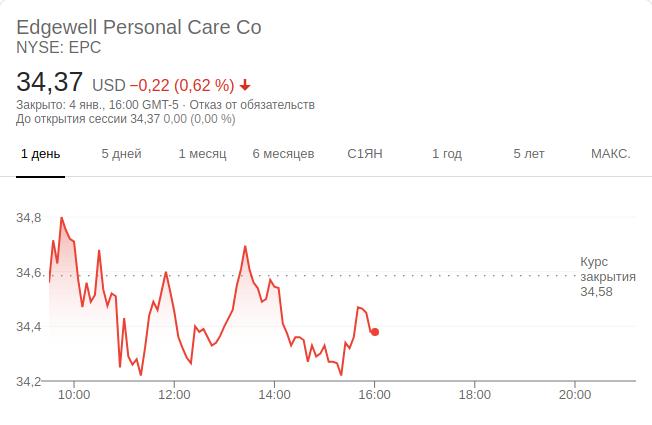 Edgewell Personal Care Co
NYSE: EPC
34,37 USD −0,22 (0,62 %)
Закрыто: 4 янв., 16:00 GMT-5 · Отказ от обязательств
До открытия сессии 34,37 0,00 (0,00 %)
1 день 5 дней 1 месяц 6 месяцев С1ЯН 1 год 5 лет МАКС.
34,8
34,6
34,4
34,2
Курс
закрытия
34,58
10:00 12:00 14:00 16:00 18:00 20:00